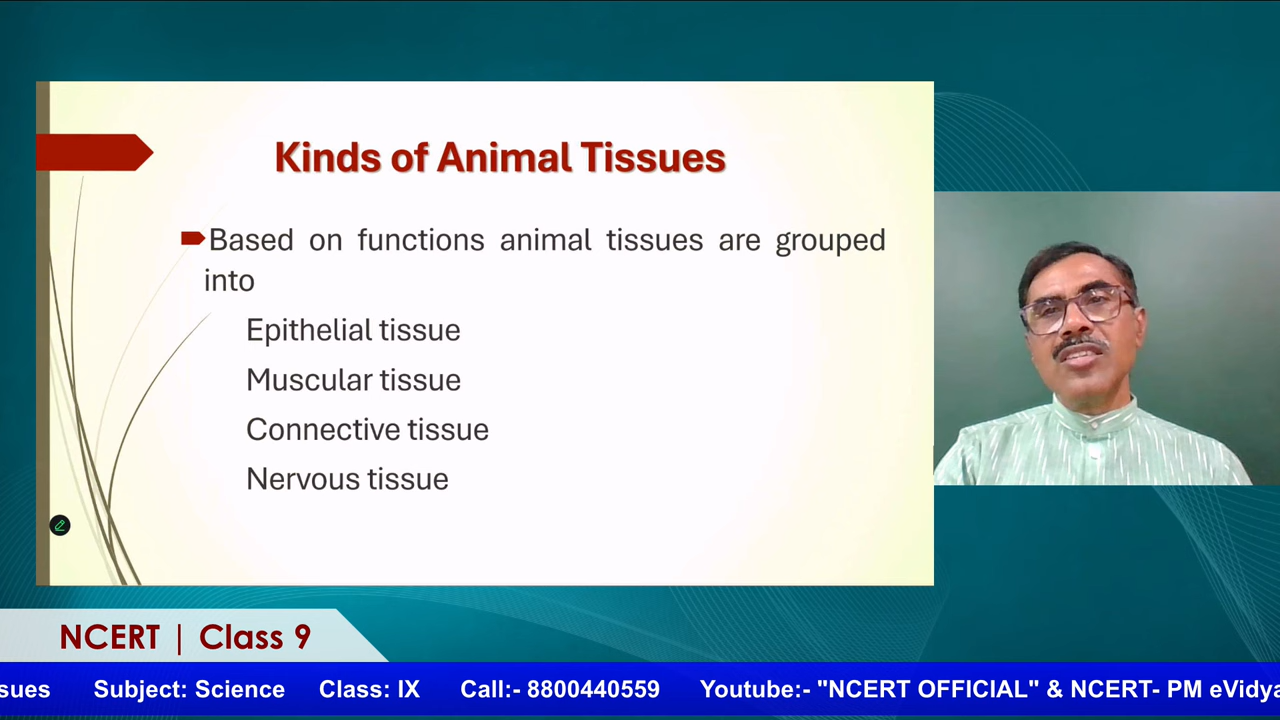 Kinds of Animal Tissues
Based on functions animal tissues are grouped
into
Epithelial tissue
Muscular tissue
Connective tissue
Nervous tissue
NCERT | Class 9
sues Subject: Science Class: IX Call:- 8800440559 Youtube:- "NCERT OFFICIAL" & NCERT- PM eVidya